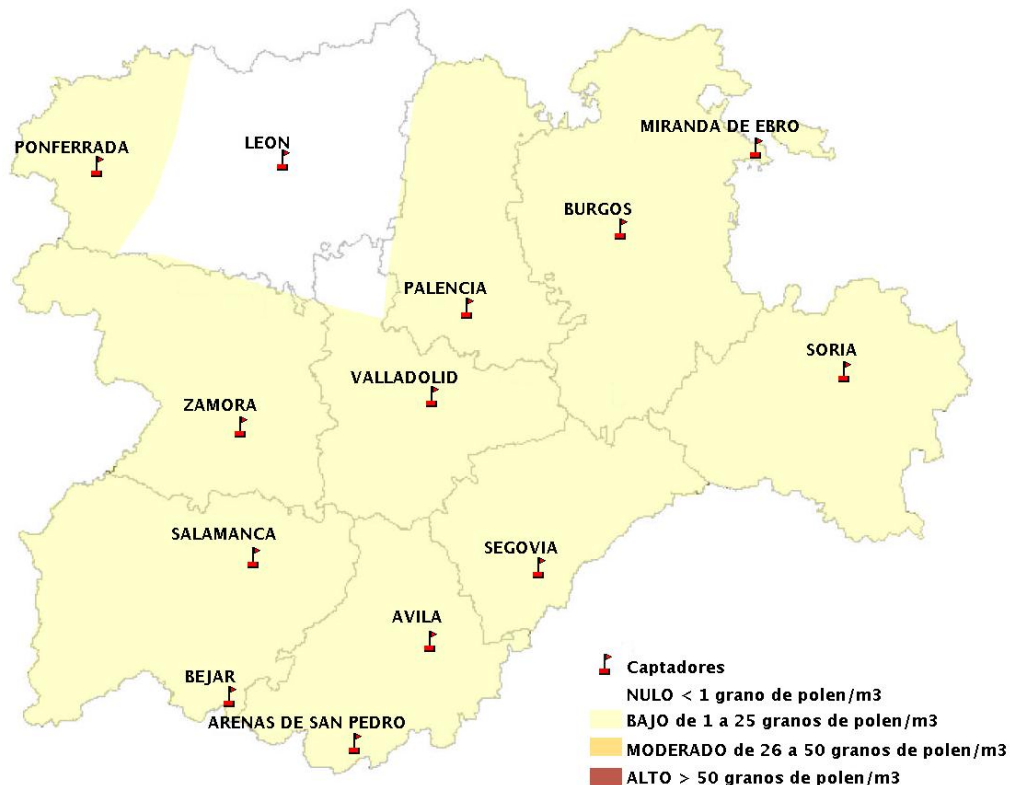 MIRANDA DE EBRO
PONFERRADA
LEON
BURGOS
PALENCIA
SORIA
VALLADOLID
ZAMORA
SALAMANCA
SEGOVIA
AVILA
BEJAR
ARENAS DE SAN PEDRO
Captadores
NULO < 1 grano de polen/m3
BAJO de 1 a 25 granos de polen/m3
MODERADO de 26 a 50 granos de polen/m3
ALTO > 50 granos de polen/m3